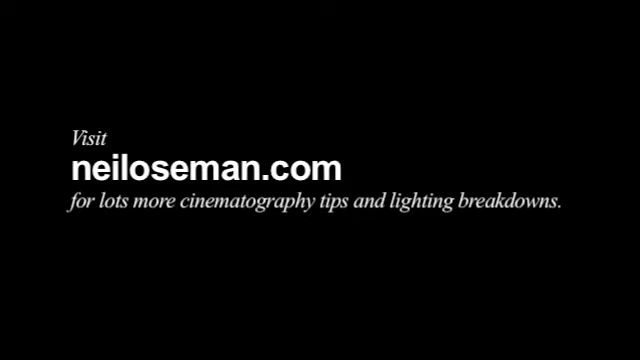 Visit
neiloseman.com
for lots more cinematography tips and lighting breakdowns.